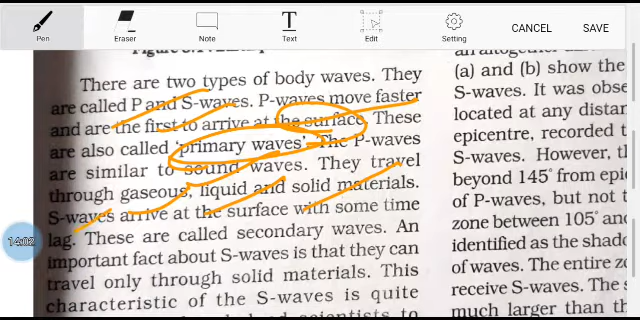 Pen
Eraser
Note
Text
Edit
Setting
CANCEL
SAVE
There are two types of body waves. They
are called P and S-waves. P-waves move faster
and are the first to arrive at the surface. These
are also called 'primary waves'. The P-waves
are similar to sound waves. They travel
through gaseous, liquid and solid materials.
S-waves arrive at the surface with some time
lag. These are called secondary waves. An
important fact about S-waves is that they can
travel only through solid materials. This
characteristic of the S-waves is quite
scientists to
an altogether
(a) and (b) show the
S-waves. It was obse
located at any distan
epicentre, recorded t
S-waves. However, t
beyond 145° from epi
of P-waves, but not t
zone between 105° an
identified as the shado
of waves. The entire zo
receive S-waves. The s
much larger than th
14:02